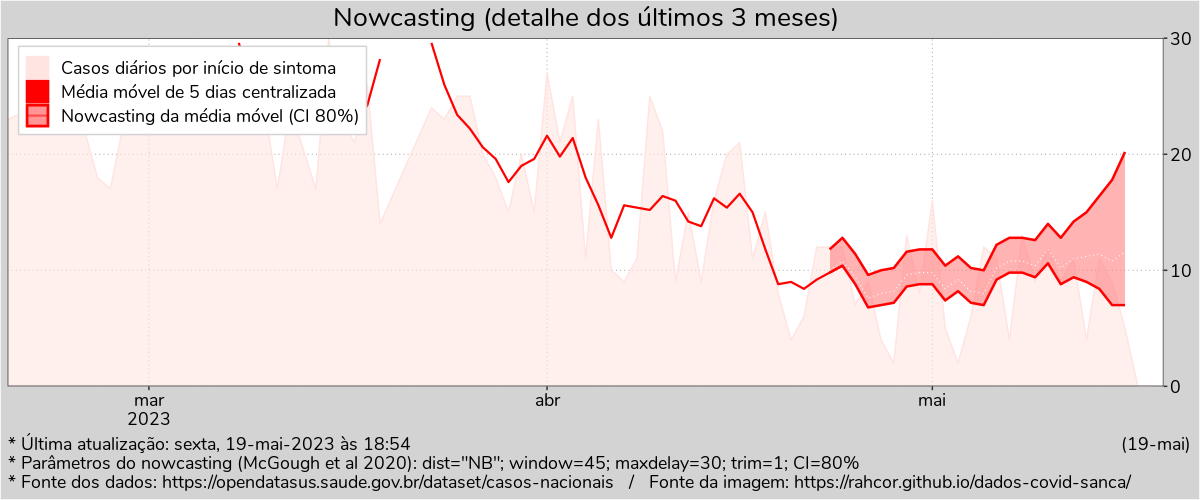 Nowcasting (detalhe dos últimos 3 meses)
Casos diários por início de sintoma
Média móvel de 5 dias centralizada
Nowcasting da média móvel (CI 80%)
30
20
10
0
mar
2023
abr
mai
* Última atualização: sexta, 19-mai-2023 às 18:54
(19-mai)
* Parâmetros do nowcasting (McGough et al 2020): dist="NB"; window=45; maxdelay=30; trim=1; CI=80%
* Fonte dos dados: https://opendatasus.saude.gov.br/dataset/casos-nacionais / Fonte da imagem: https://rahcor.github.io/dados-covid-sanca/